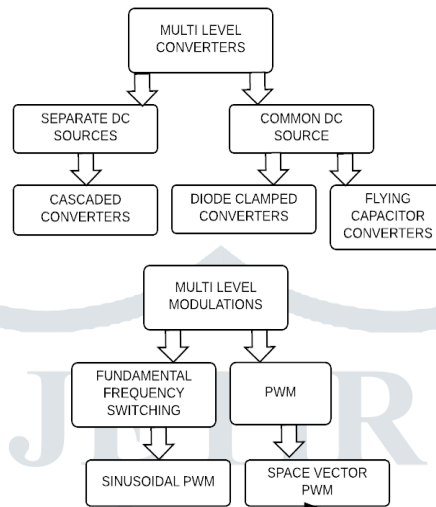 MULTI LEVEL
CONVERTERS
SEPARATE DC
SOURCES
COMMON DC
SOURCE
CASCADED
CONVERTERS
DIODE CLAMPED
CONVERTERS
FLYING
CAPACITOR
CONVERTERS
MULTI LEVEL
MODULATIONS
FUNDAMENTAL
FREQUENCY
SWITCHING
PWM
SINUSOIDAL PWM
SPACE VECTOR
PWM
JETIR